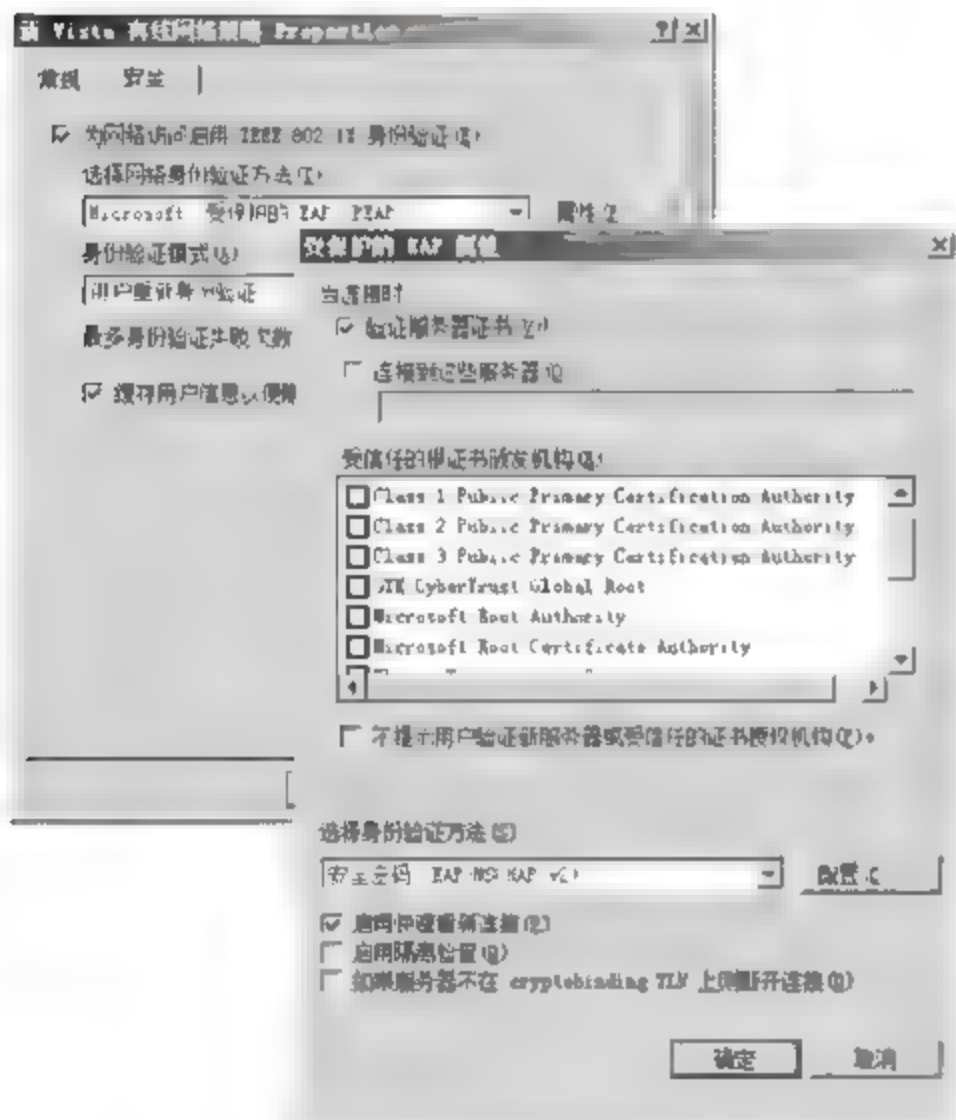 新 Vista 有线网络策略 Properties
常规 安全
为网络访问启用 IEEE 802.1X 身份验证(E)
选择网络身份验证方法(T)
Microsoft 受保护的 EAP PEAP 属性
身份验证模式(A)
用户重新身份验证
最多身份验证失败次数
缓存用户信息以便
受保护的 EAP 属性
当连接时
验证服务器证书(V)
连接到这些服务器(O)
受信任的根证书颁发机构(R)
Class 1 Public Primary Certification Authority
Class 2 Public Primary Certification Authority
Class 3 Public Primary Certification Authority
GTE CyberTrust Global Root
Microsoft Root Authority
Microsoft Root Certificate Authority
不提示用户验证新服务器或受信任的证书授权机构(P)。
选择身份验证方法(S)
安全密码 EAP-MSCHAP v2)
配置(C)
启用快速重新连接(F)
启用隔离检查(Q)
如果服务器不在 cryptobinding TLV 上则断开连接(D)
确定 取消